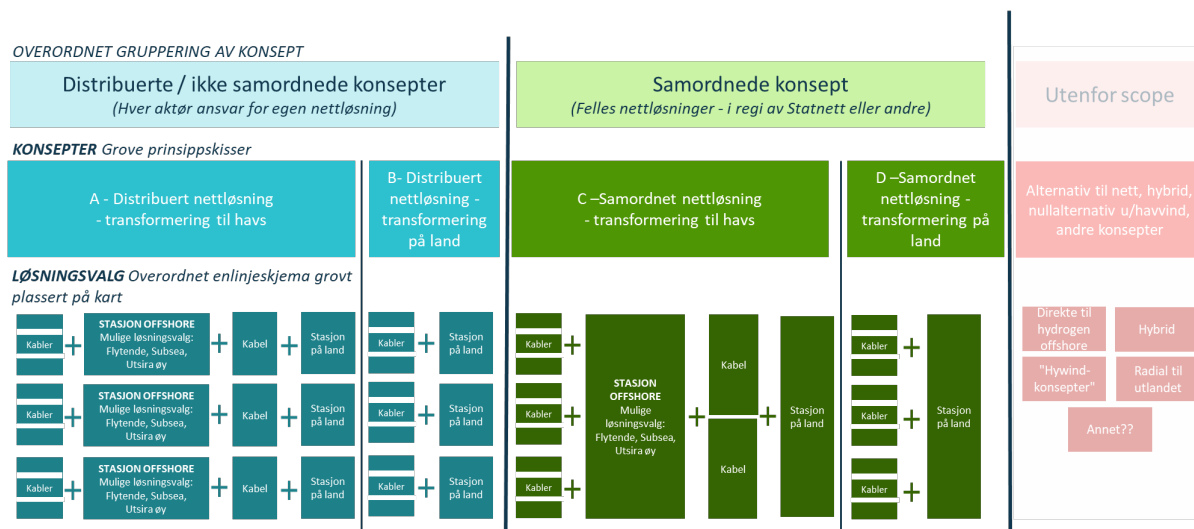 OVERORDNET GRUPPERING AV KONSEPT
Distribuerte / ikke samordnede konsepter
(Hver aktør ansvar for egen nettløsning)
Samordnede konsept
(Felles nettløsninger - i regi av Statnett eller andre)
Utenfor scope
KONSEPTER Grove prinsippskisser
A - Distribuert nettløsning
- transformering til havs
B- Distribuert
nettløsning -
transformering
på land
C –Samordnet nettløsning
- transformering til havs
D –Samordnet
nettløsning -
transformering på
land
Alternativ til nett, hybrid,
nullalternativ u/havvind,
andre konsepter
LØSNINGSVALG Overordnet enlinjeskjema grovt
plassert på kart
Kabler
+
STASJON OFFSHORE
Mulige løsningsvalg:
Flytende, Subsea,
Utsira øy
+
Kabel
+
Stasjon
på land
Kabler
+
STASJON OFFSHORE
Mulige løsningsvalg:
Flytende, Subsea,
Utsira øy
+
Kabel
+
Stasjon
på land
Kabler
+
STASJON OFFSHORE
Mulige løsningsvalg:
Flytende, Subsea,
Utsira øy
+
Kabel
+
Stasjon
på land
Kabler
+
Stasjon
på land
Kabler
+
Stasjon
på land
Kabler
+
Stasjon
på land
Kabler
+
Kabler
+
Kabler
+
STASJON
OFFSHORE
Mulige
løsningsvalg:
Flytende, Subsea,
Utsira øy
+
Kabel
Kabel
+
Stasjon
på land
Kabler
+
Kabler
+
Kabler
+
Stasjon
på land
Direkte til
hydrogen
offshore
Hybrid
"Hywind-
konsepter"
Radial til
utlandet
Annet??